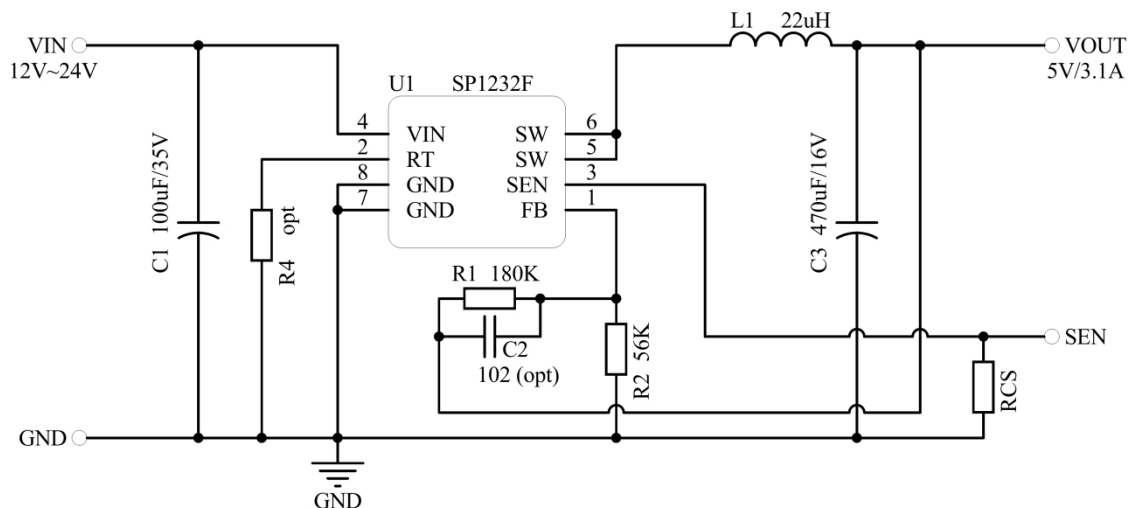 L1 22uH
VIN
12V~24V
VOUT
5V/3.1A
U1 SP1232F
4 VIN SW 6
2 RT SW 5
8 GND SEN 3
7 GND FB 1
C1 100uF/35V
R4 opt
C3 470uF/16V
R1 180K
C2
102 (opt)
R2 56K
SEN
RCS
GND
GND